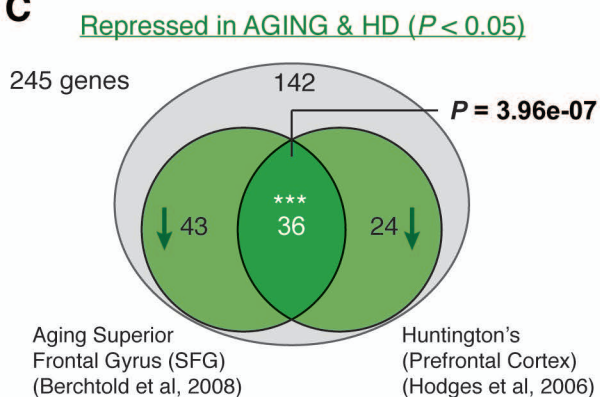 C
Repressed in AGING & HD (P < 0.05)
245 genes
142
P = 3.96e-07
***
43
36
24
Aging Superior
Frontal Gyrus (SFG)
(Berchtold et al, 2008)
Huntington's
(Prefrontal Cortex)
(Hodges et al, 2006)